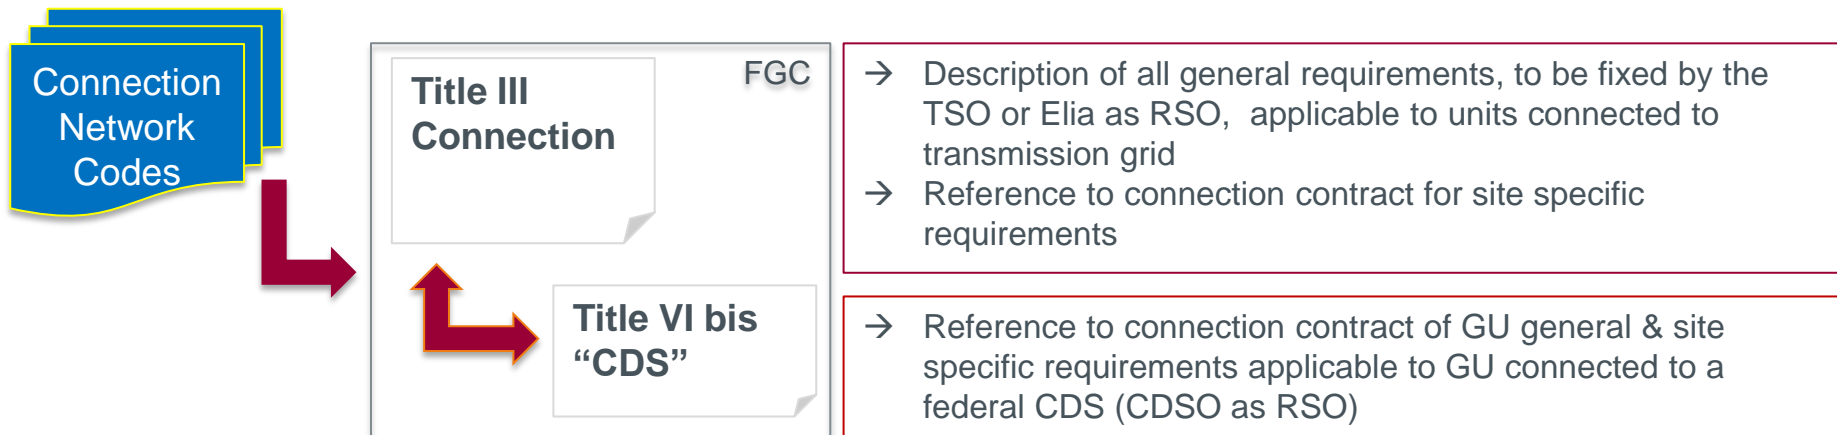 Connection
Network
Codes
FGC
Title III
Connection
Title VI bis
“CDS”
→ Description of all general requirements, to be fixed by the
TSO or Elia as RSO, applicable to units connected to
transmission grid
→ Reference to connection contract for site specific
requirements
→ Reference to connection contract of GU general & site
specific requirements applicable to GU connected to a
federal CDS (CDSO as RSO)